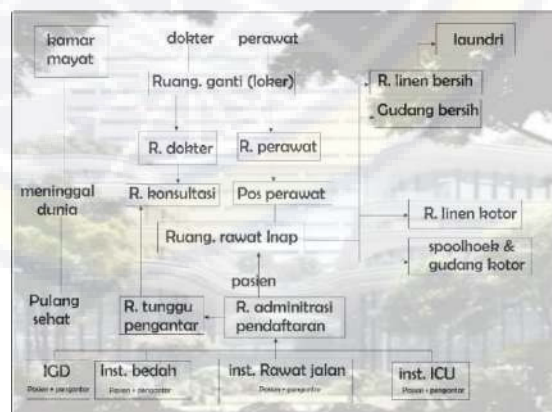 kamar
mayat
dokter
perawat
laundri
Ruang. ganti (loker)
R. linen bersih
Gudang bersih
R. dokter
R. perawat
meninggal
dunia
R. konsultasi
Pos perawat
R. linen kotor
Ruang. rawat Inap
spoolhoek &
gudang kotor
pasien
Pulang
sehat
R. tunggu
pengantar
R. adminitrasi
pendaftaran
IGD
Pasien + pengantar
Inst. bedah
Pasien + pengantar
inst. Rawat jalan
Pasien + pengantar
inst. ICU
Pasien + pengantar